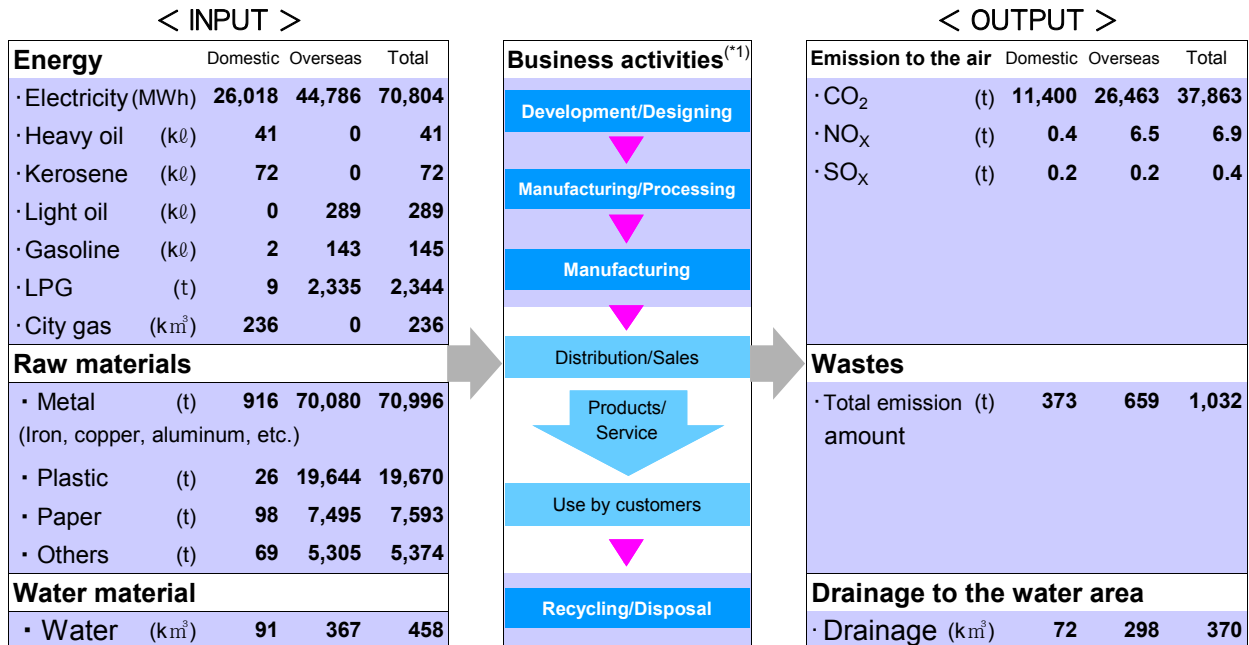 < INPUT >
Energy Domestic Overseas Total
・Electricity (MWh) 26,018 44,786 70,804
・Heavy oil (kℓ) 41 0 41
・Kerosene (kℓ) 72 0 72
・Light oil (kℓ) 0 289 289
・Gasoline (kℓ) 2 143 145
・LPG (t) 9 2,335 2,344
・City gas (k㎥) 236 0 236
Raw materials
・Metal (t) 916 70,080 70,996
(Iron, copper, aluminum, etc.)
・Plastic (t) 26 19,644 19,670
・Paper (t) 98 7,495 7,593
・Others (t) 69 5,305 5,374
Water material
・Water (k㎥) 91 367 458
Business activities(*1)
Development/Designing
Manufacturing/Processing
Manufacturing
Distribution/Sales
Products/
Service
Use by customers
Recycling/Disposal
< OUTPUT >
Emission to the air Domestic Overseas Total
・CO₂ (t) 11,400 26,463 37,863
・NOX (t) 0.4 6.5 6.9
・SOX (t) 0.2 0.2 0.4
Wastes
・Total emission (t) 373 659 1,032
amount
Drainage to the water area
・Drainage (k㎥) 72 298 370